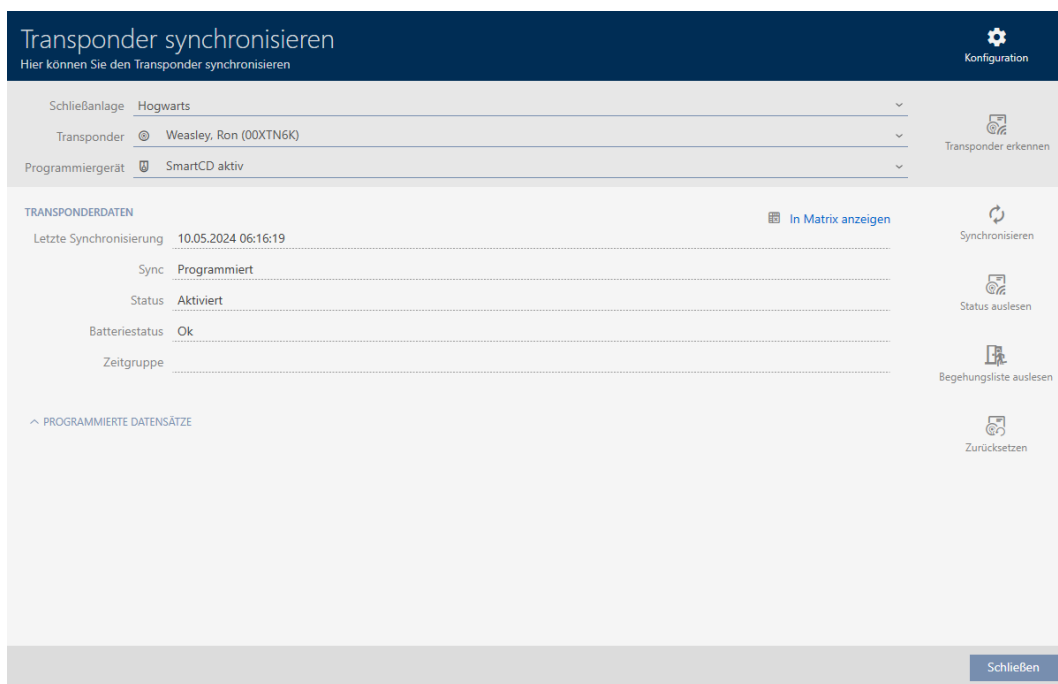 Transponder synchronisieren
Hier können Sie den Transponder synchronisieren
Konfiguration
Schließanlage Hogwarts
Transponder Weasley, Ron (00XTN6K)
Programmiergerät SmartCD aktiv
Transponder erkennen
TRANSPONDERDATEN
In Matrix anzeigen
Letzte Synchronisierung 10.05.2024 06:16:19
Sync Programmiert
Status Aktiviert
Batteriestatus Ok
Zeitgruppe
PROGRAMMIERTE DATENSÄTZE
Synchronisieren
Status auslesen
Begehungsliste auslesen
Zurücksetzen
Schließen